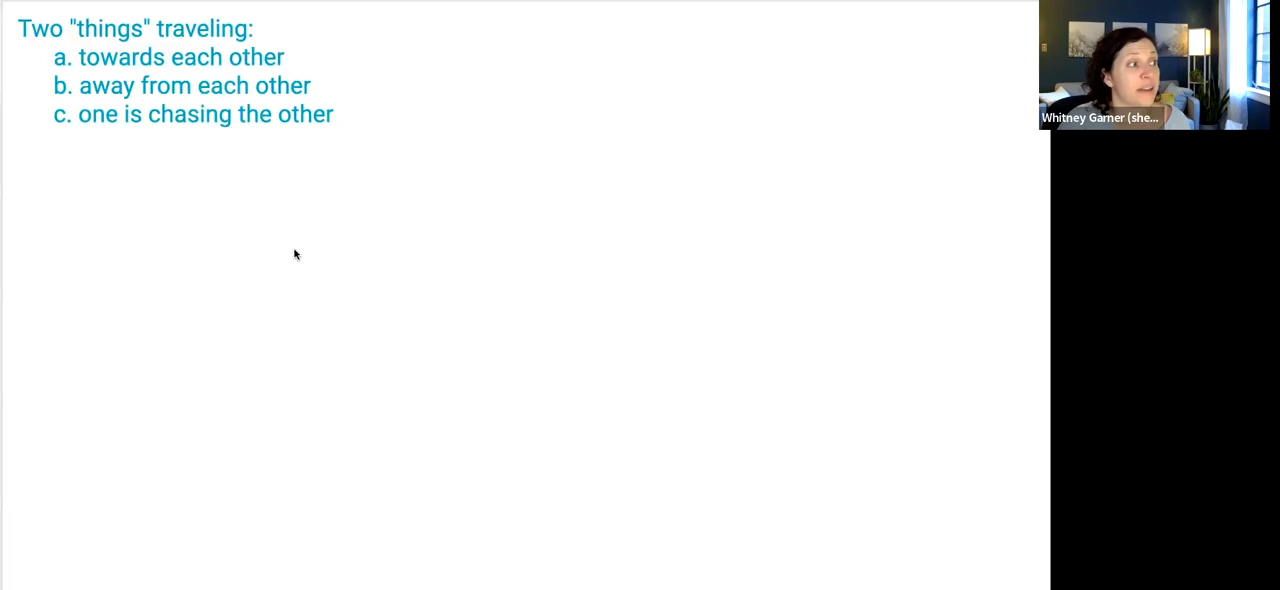 Two "things" traveling:
a. towards each other
b. away from each other
c. one is chasing the other
Whitney Garner (she...